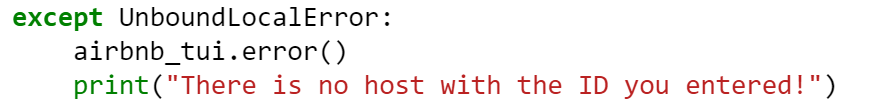 except UnboundLocalError:
    airbnb_tui.error()
    print("There is no host with the ID you entered!")